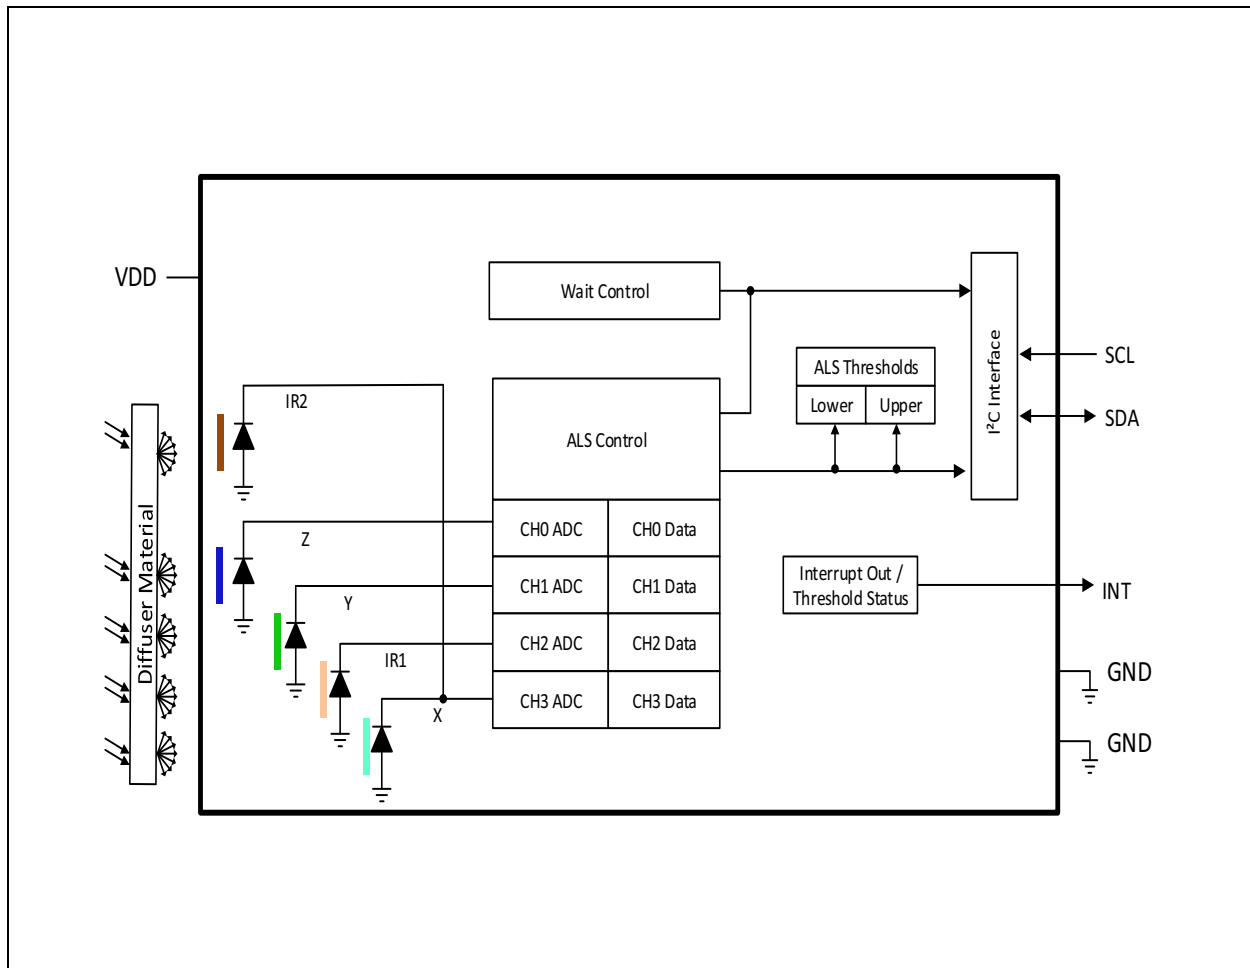 VDD
Wait Control
ALS Thresholds
Lower
Upper
I²C Interface
SCL
SDA
IR2
ALS Control
Diffuser Material
Z
CH0 ADC
CH0 Data
Y
CH1 ADC
CH1 Data
Interrupt Out /
Threshold Status
INT
IR1
CH2 ADC
CH2 Data
GND
X
CH3 ADC
CH3 Data
GND